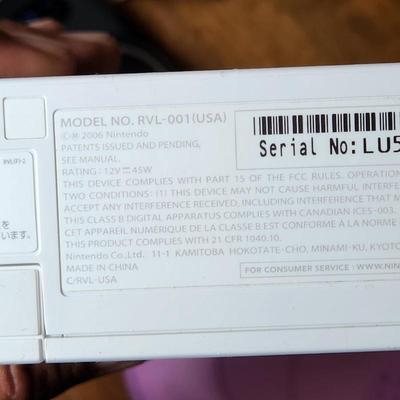 MODEL NO. RVL-001(USA)
©·Ⓜ 2006 Nintendo
PATENTS ISSUED AND PENDING,
SEE MANUAL.
RATING : 12V⎓45W
THIS DEVICE COMPLIES WITH PART 15 OF THE FCC RULES. OPERATION
TWO CONDITIONS: (1) THIS DEVICE MAY NOT CAUSE HARMFUL INTERFE
ACCEPT ANY INTERFERENCE RECEIVED, INCLUDING INTERFERENCE THAT M
THIS CLASS B DIGITAL APPARATUS COMPLIES WITH CANADIAN ICES-003.
CET APPAREIL NUMÉRIQUE DE LA CLASSE B EST CONFORME À LA NORME
THIS PRODUCT COMPLIES WITH 21 CFR 1040.10.
Nintendo Co.,Ltd. 11-1 KAMITOBA HOKOTATE-CHO, MINAMI-KU, KYOTO
MADE IN CHINA
C/RVL-USA
Serial No:LU5
FOR CONSUMER SERVICE : WWW.NIN
を
います。